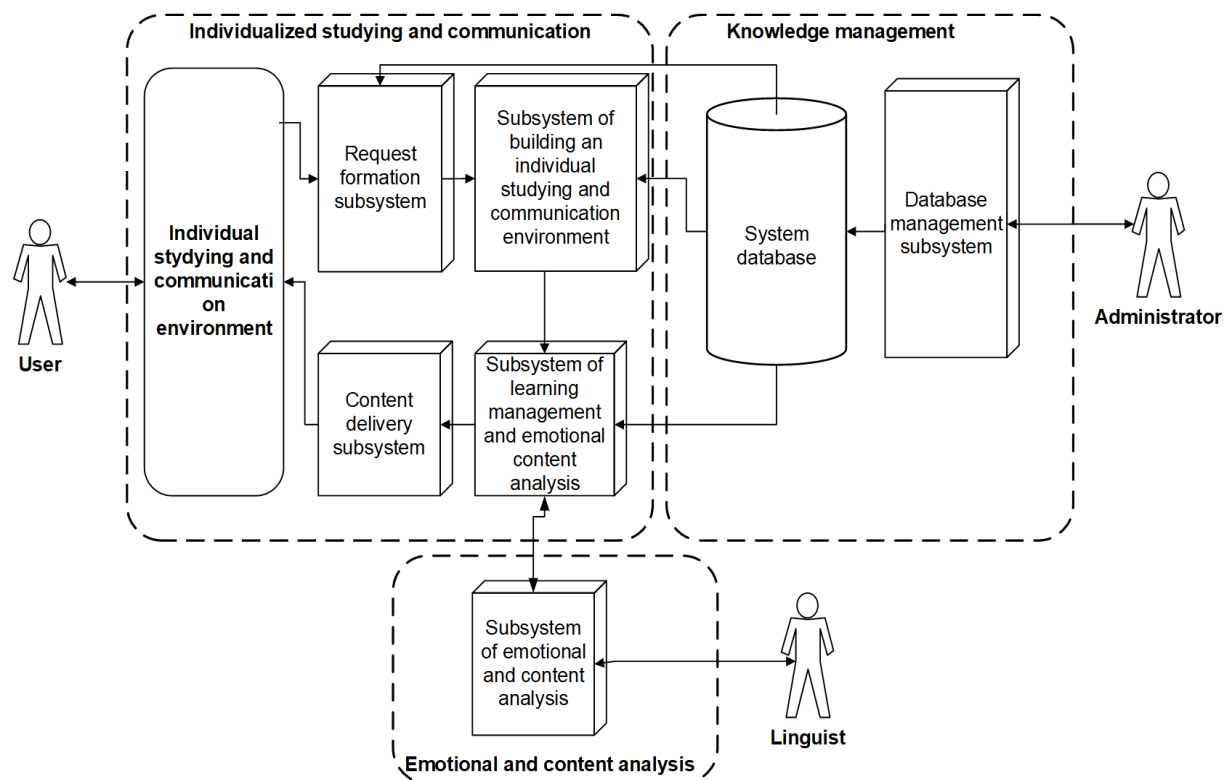 Individualized studying and communication
Knowledge management
Request
formation
subsystem
Subsystem of
building an
individual
studying and
communication
environment
System
database
Database
management
subsystem
Individual
stydying and
communicati
on
environment
User
Administrator
Content
delivery
subsystem
Subsystem of
learning
management
and emotional
content
analysis
Subsystem
of emotional
and content
analysis
Linguist
Emotional and content analysis